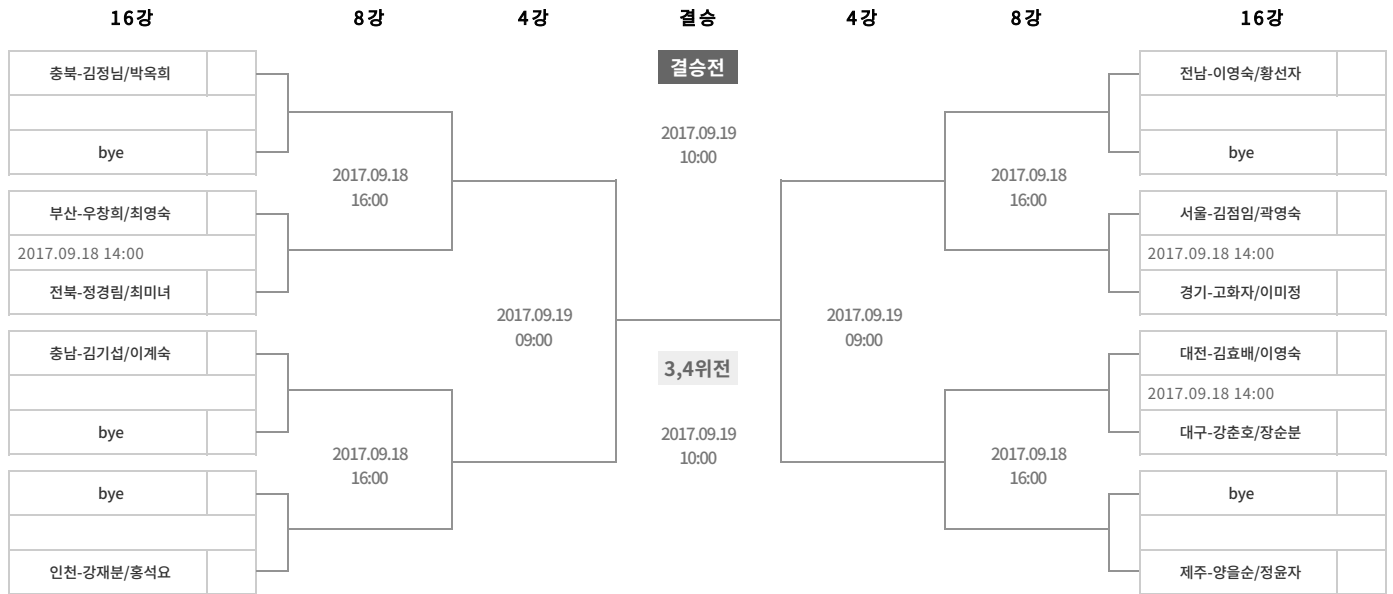 16강 8강 4강 결승 4강 8강 16강
충북-김정님/박옥희
bye
부산-우창희/최영숙
2017.09.18 14:00
전북-정경림/최미녀
충남-김기섭/이계숙
bye
bye
인천-강재분/홍석요
2017.09.18
16:00
2017.09.18
16:00
2017.09.19
09:00
결승전
2017.09.19
10:00
3,4위전
2017.09.19
10:00
2017.09.19
09:00
2017.09.18
16:00
2017.09.18
16:00
전남-이영숙/황선자
bye
서울-김점임/곽영숙
2017.09.18 14:00
경기-고화자/이미정
대전-김효배/이영숙
2017.09.18 14:00
대구-강춘호/장순분
bye
제주-양을순/정윤자